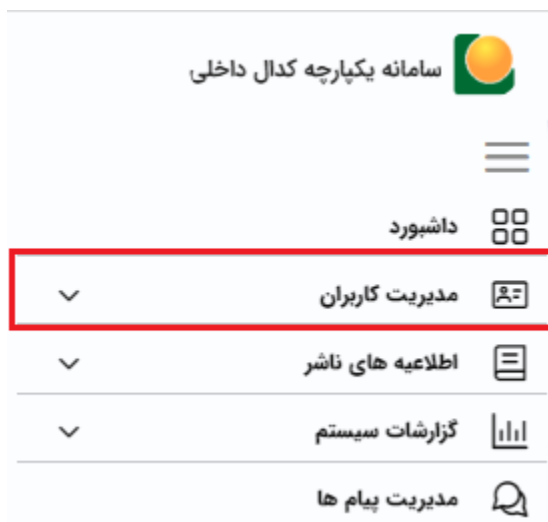 سامانه یکپارچه کدال داخلی
داشبورد
مدیریت کاربران
اطلاعیه های ناشر
گزارشات سیستم
مدیریت پیام ها